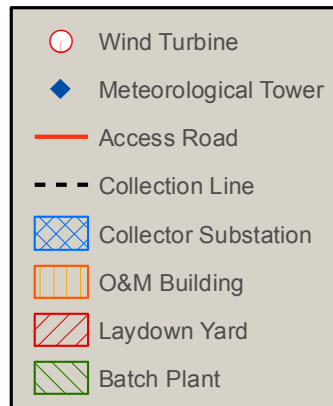 Wind Turbine
Meteorological Tower
Access Road
Collection Line
Collector Substation
O&M Building
Laydown Yard
Batch Plant